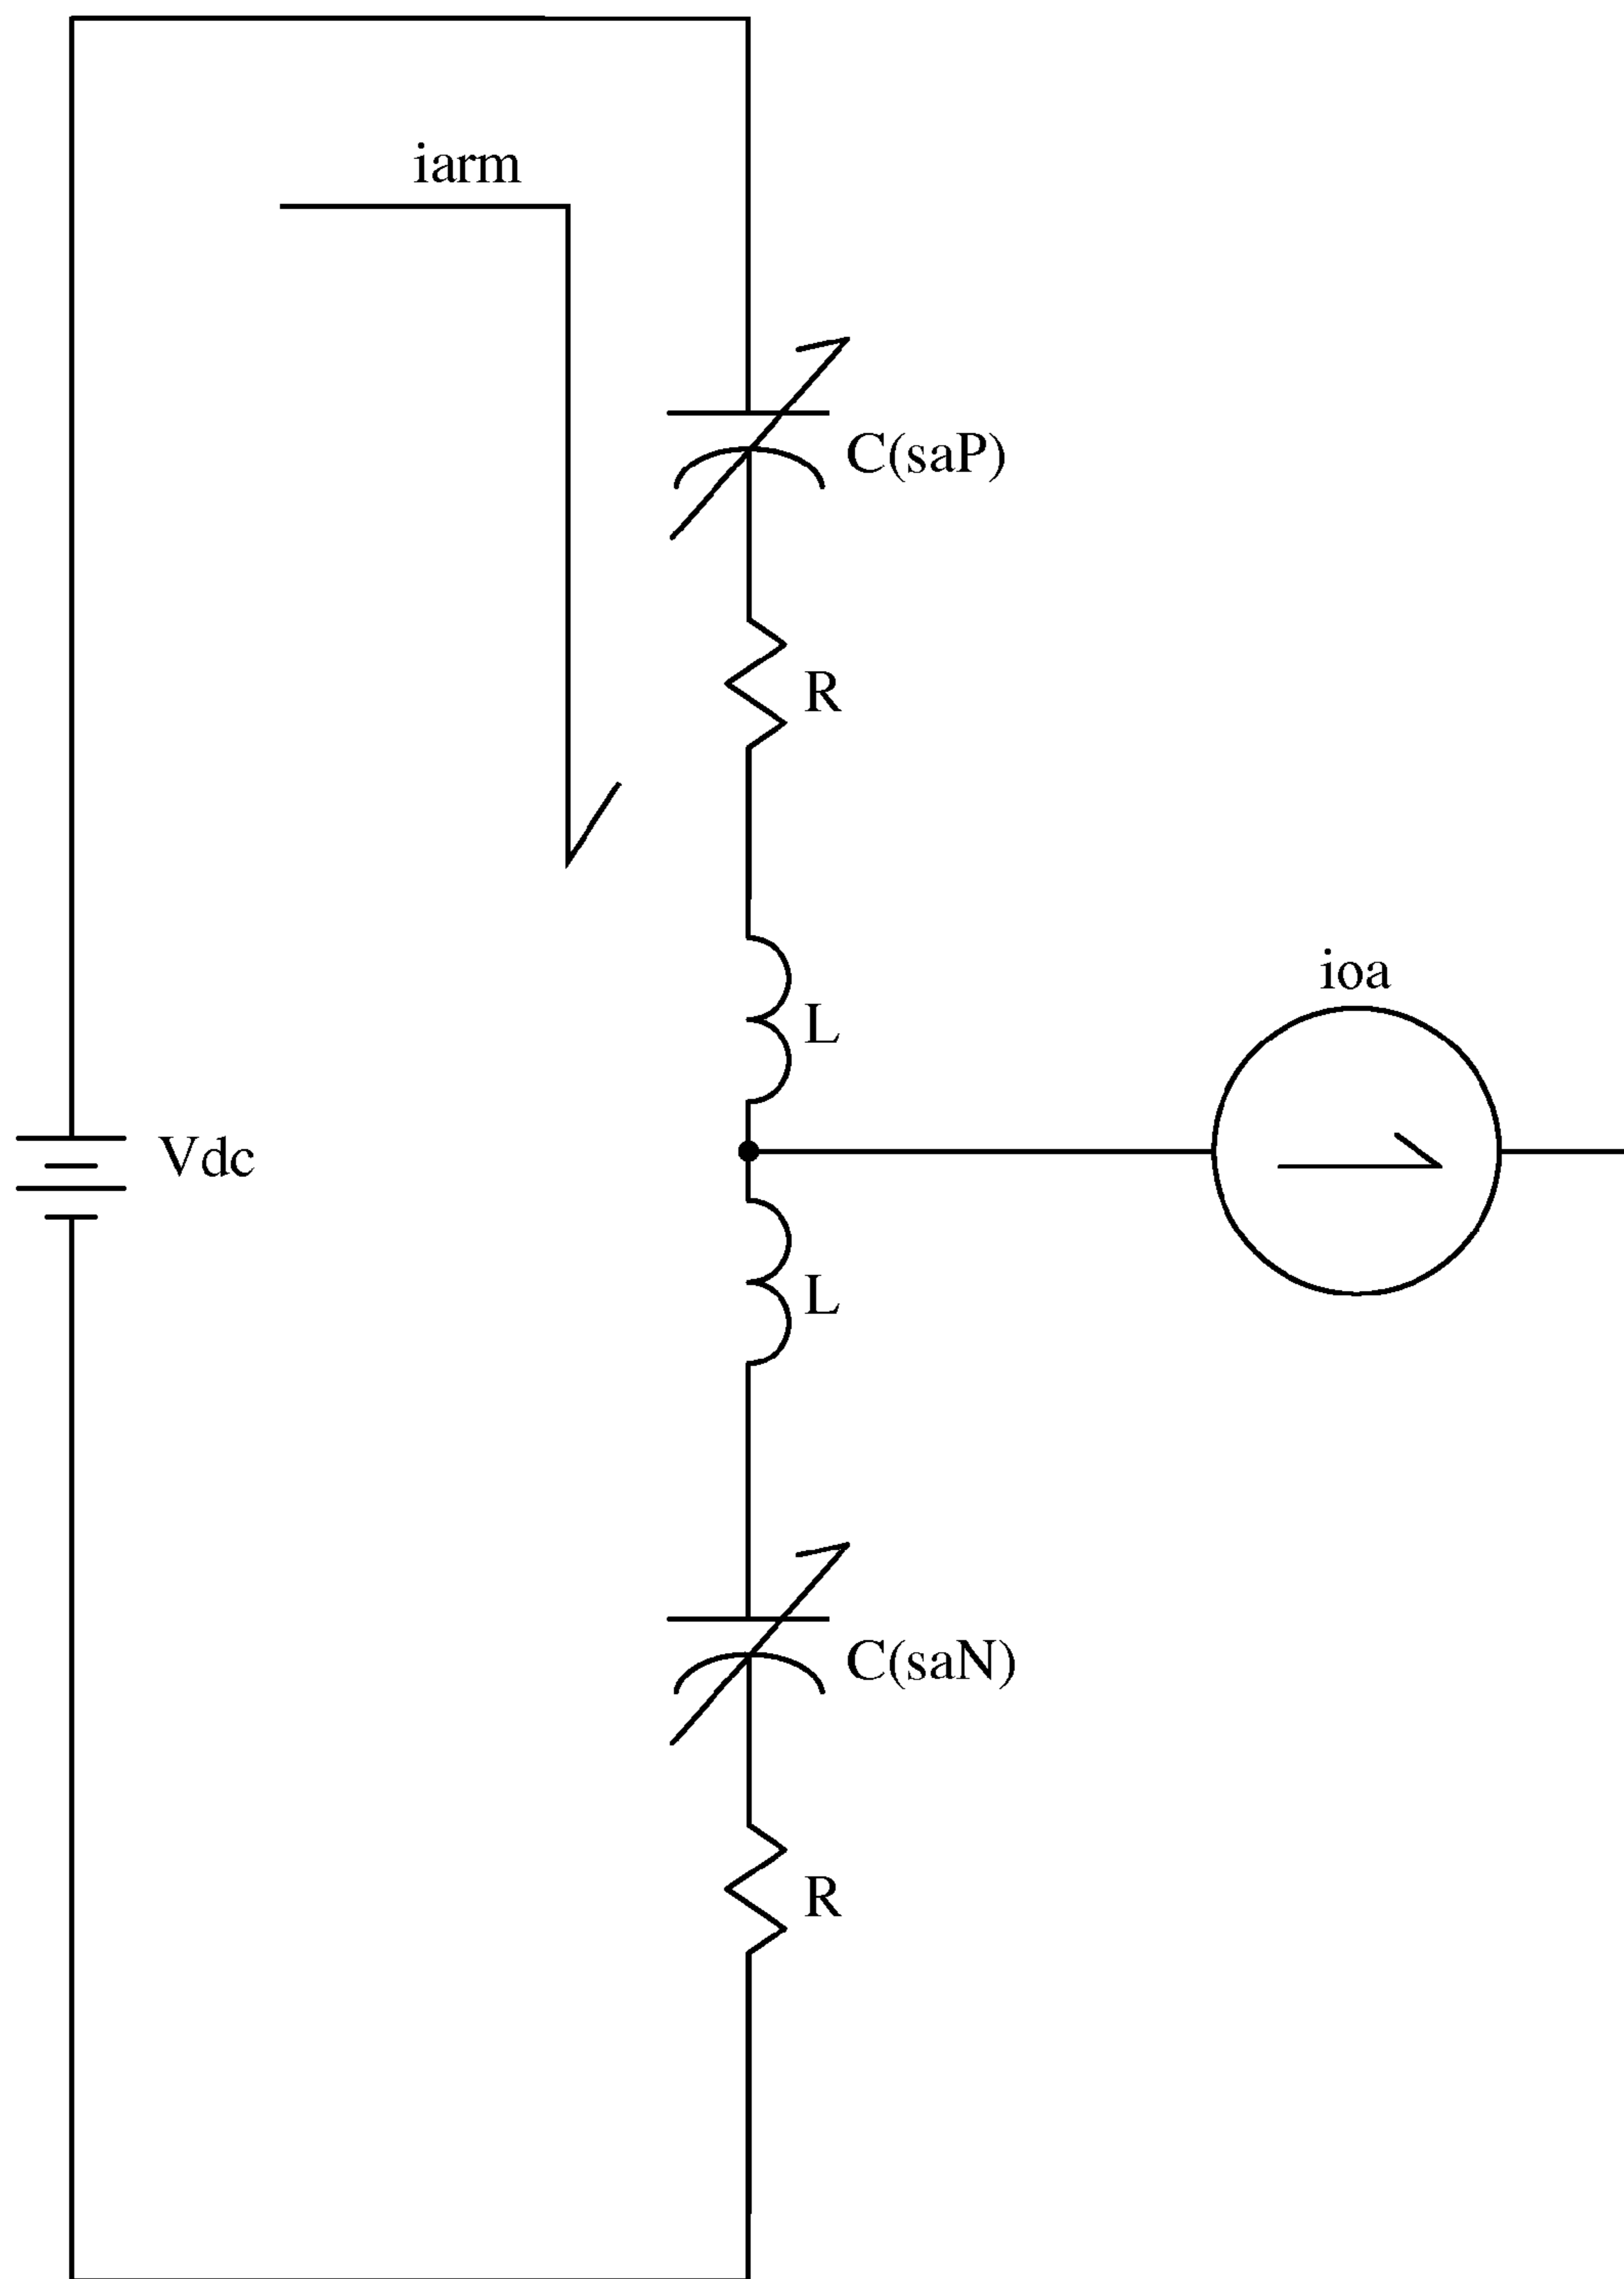 iarm
C(saP)
R
L
ioa
Vdc
L
C(saN)
R